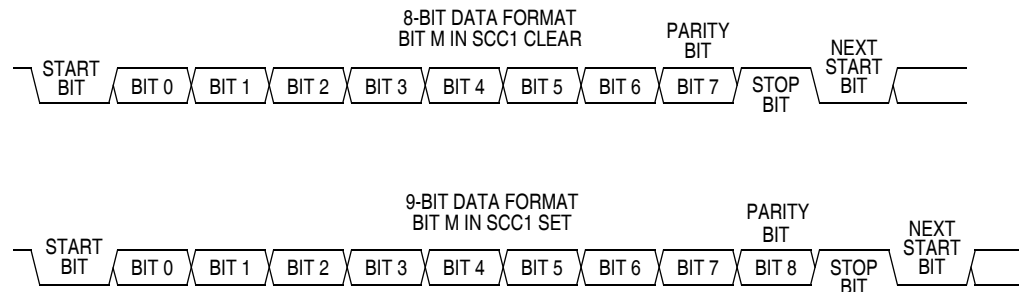 8-BIT DATA FORMAT
BIT M IN SCC1 CLEAR
PARITY
BIT
START
BIT
BIT 0
BIT 1
BIT 2
BIT 3
BIT 4
BIT 5
BIT 6
BIT 7
STOP
BIT
NEXT
START
BIT
9-BIT DATA FORMAT
BIT M IN SCC1 SET
PARITY
BIT
START
BIT
BIT 0
BIT 1
BIT 2
BIT 3
BIT 4
BIT 5
BIT 6
BIT 7
BIT 8
STOP
BIT
NEXT
START
BIT